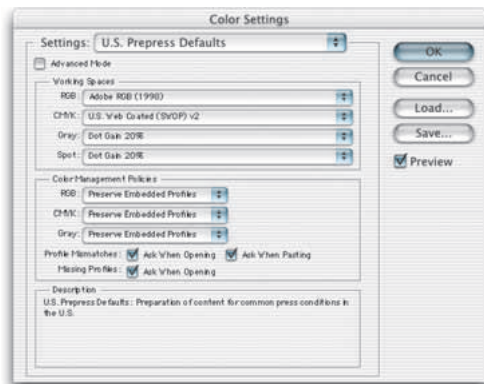 Color Settings
Settings: U.S. Prepress Defaults
OK
Advanced Mode
Cancel
Working Spaces
RGB: Adobe RGB (1998)
Load...
CMYK: U.S. Web Coated (SWOP) v2
Save...
Gray: Dot Gain 20%
Preview
Spot: Dot Gain 20%
Color Management Policies
RGB: Preserve Embedded Profiles
CMYK: Preserve Embedded Profiles
Gray: Preserve Embedded Profiles
Profile Mismatches: Ask When Opening Ask When Pasting
Missing Profiles: Ask When Opening
Description
U.S. Prepress Defaults: Preparation of content for common press conditions in
the U.S.